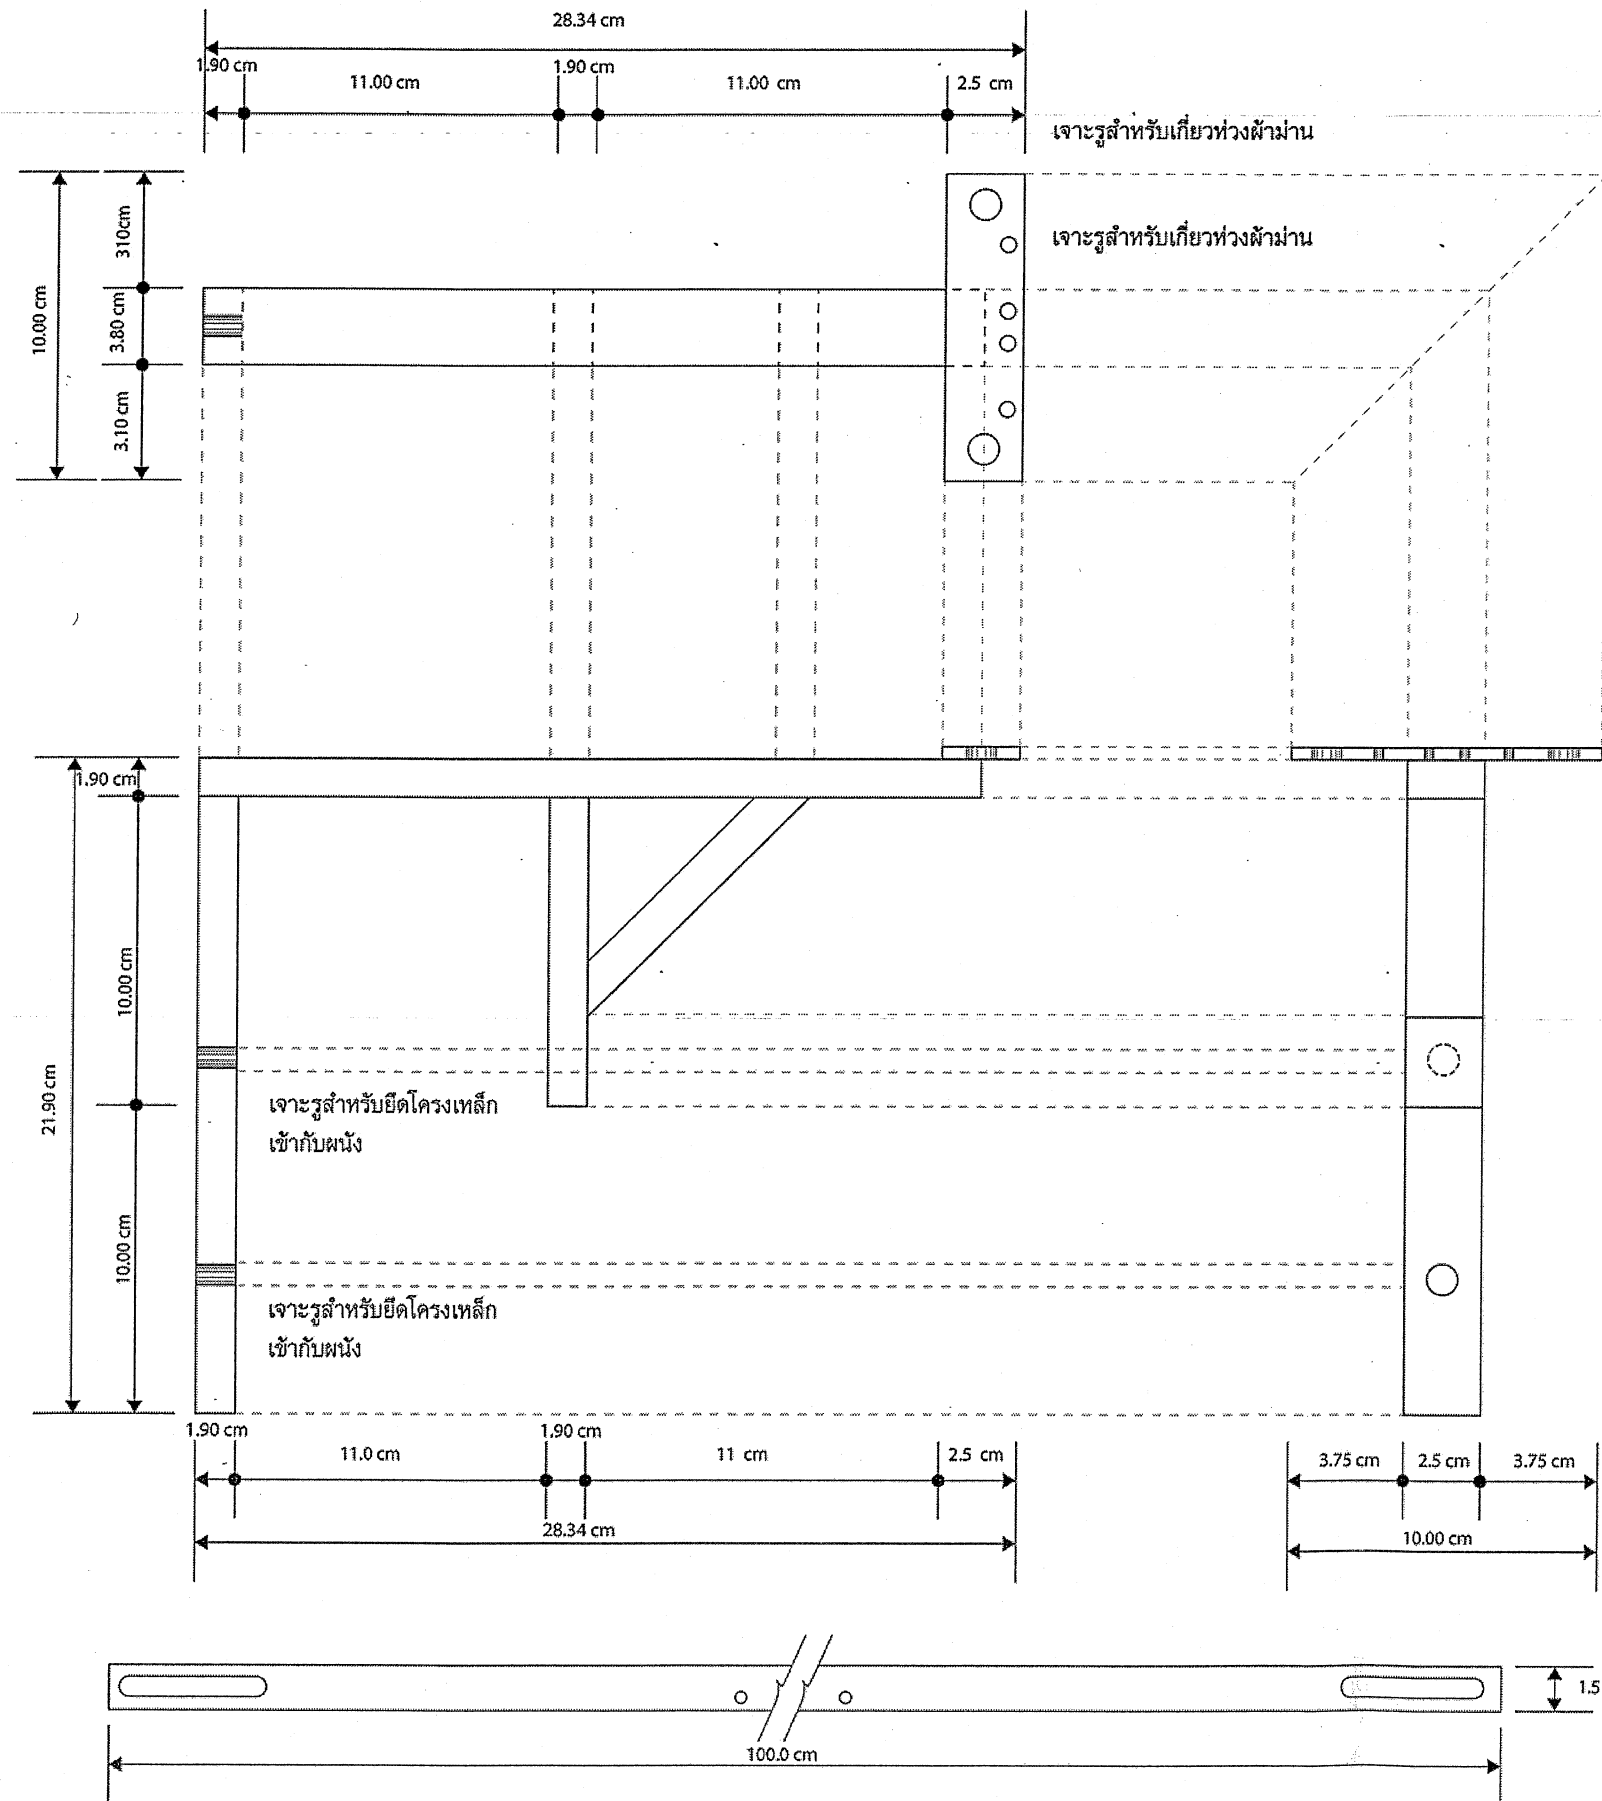 28.34 cm
1.90 cm
11.00 cm
1.90 cm
11.00 cm
2.5 cm
เจาะรูสำหรับเกี่ยวห่วงผ้าม่าน
เจาะรูสำหรับเกี่ยวห่วงผ้าม่าน
10.00 cm
310cm
3.80 cm
3.10 cm
1.90 cm
10.00 cm
21.90 cm
เจาะรูสำหรับยึดโครงเหล็ก
เข้ากับผนัง
10.00 cm
เจาะรูสำหรับยึดโครงเหล็ก
เข้ากับผนัง
1.90 cm
11.0 cm
1.90 cm
11 cm
2.5 cm
28.34 cm
3.75 cm
2.5 cm
3.75 cm
10.00 cm
1.5
100.0 cm